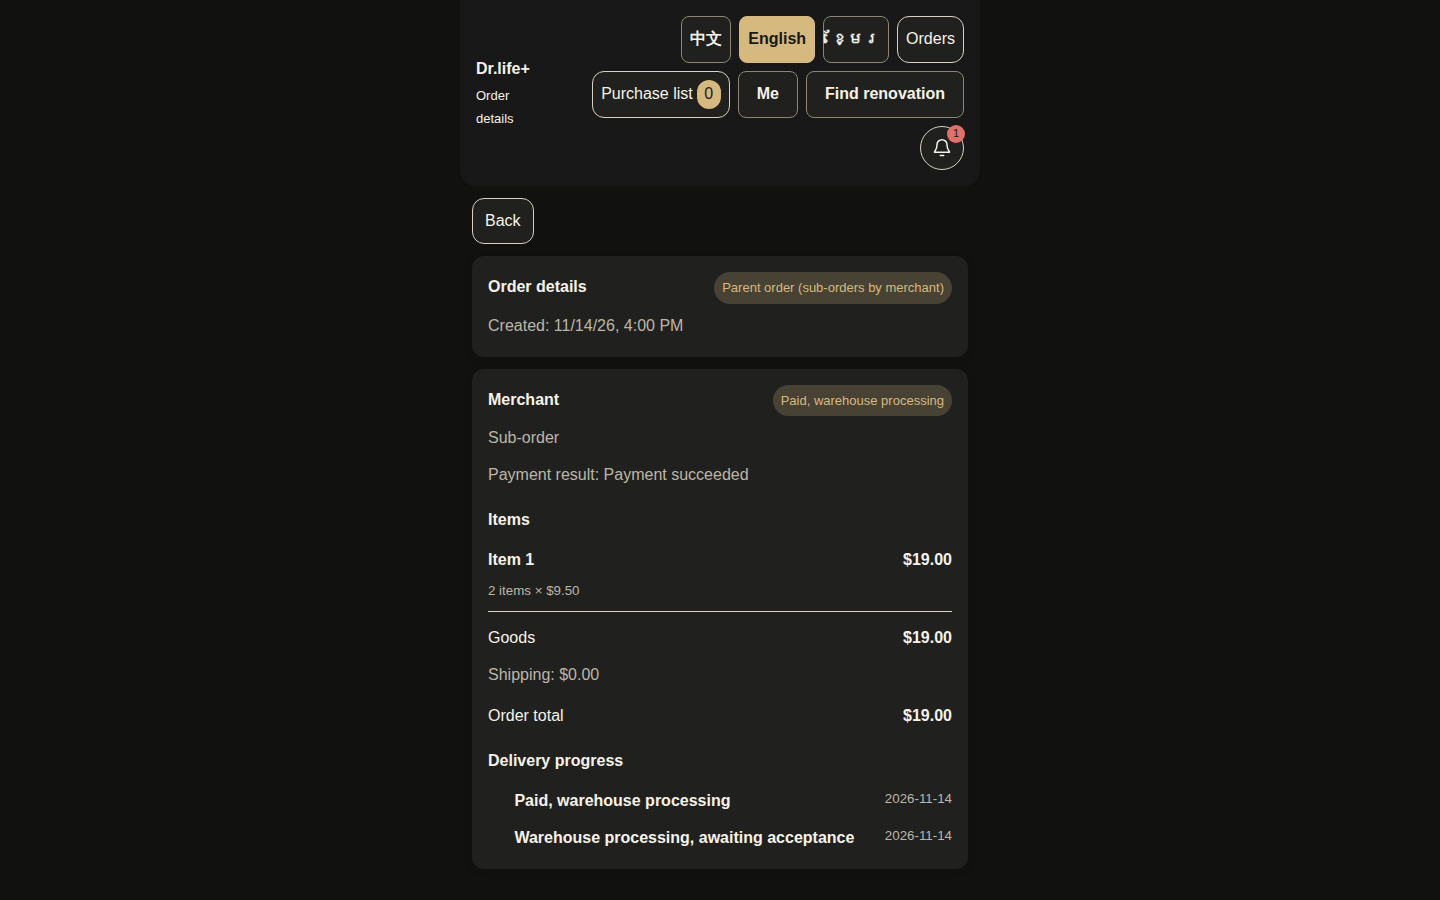 中文
English
ខ្មែរ
Orders
Dr.life+
Order
details
Purchase list 0
Me
Find renovation
1
Back
Order details
Parent order (sub-orders by merchant)
Created: 11/14/26, 4:00 PM
Merchant
Paid, warehouse processing
Sub-order
Payment result: Payment succeeded
Items
Item 1 $19.00
2 items × $9.50
Goods $19.00
Shipping: $0.00
Order total $19.00
Delivery progress
Paid, warehouse processing 2026-11-14
Warehouse processing, awaiting acceptance 2026-11-14